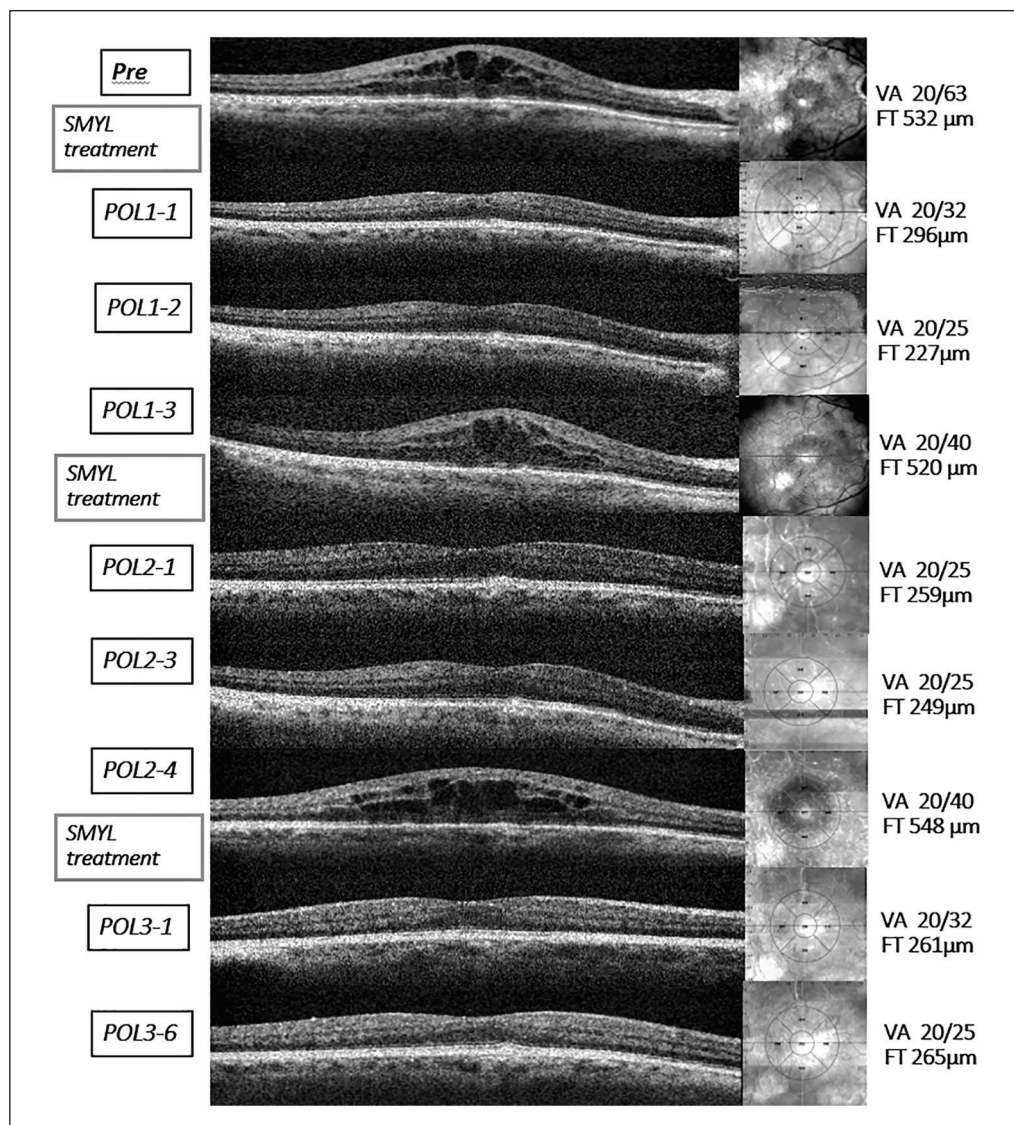 Pre
VA 20/63
FT 532 µm
SMYL
treatment
POL1-1
VA 20/32
FT 296µm
POL1-2
VA 20/25
FT 227µm
POL1-3
VA 20/40
FT 520 µm
SMYL
treatment
POL2-1
VA 20/25
FT 259µm
POL2-3
VA 20/25
FT 249µm
POL2-4
VA 20/40
FT 548 µm
SMYL
treatment
POL3-1
VA 20/32
FT 261µm
POL3-6
VA 20/25
FT 265µm